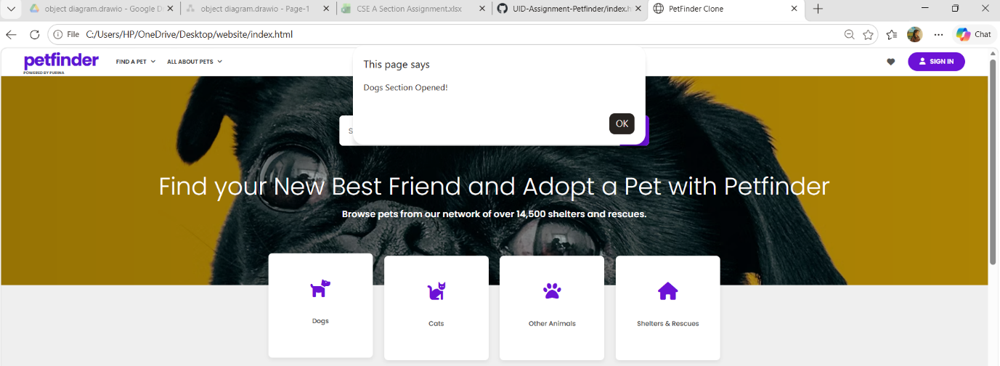 object diagram.drawio - Google D
object diagram.drawio - Page-1
CSE A Section Assignment.xlsx
UID-Assignment-Petfinder/index.h
PetFinder Clone
File
C:/Users/HP/OneDrive/Desktop/website/index.html
Chat
petfinder
POWERED BY PURINA
FIND A PET
ALL ABOUT PETS
SIGN IN
This page says
Dogs Section Opened!
OK
S
Find your New Best Friend and Adopt a Pet with Petfinder
Browse pets from our network of over 14,500 shelters and rescues.
Dogs
Cats
Other Animals
Shelters & Rescues